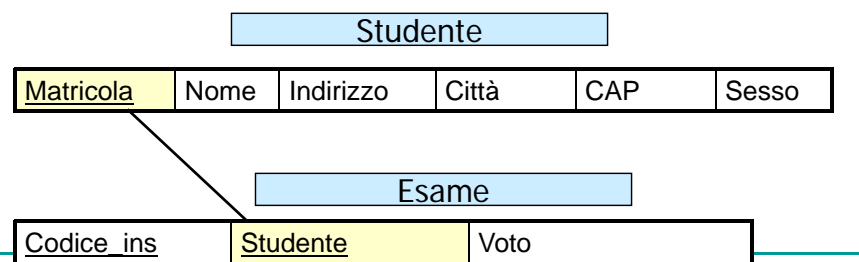 Studente
Matricola Nome Indirizzo Città CAP Sesso
Esame
Codice_ins Studente Voto